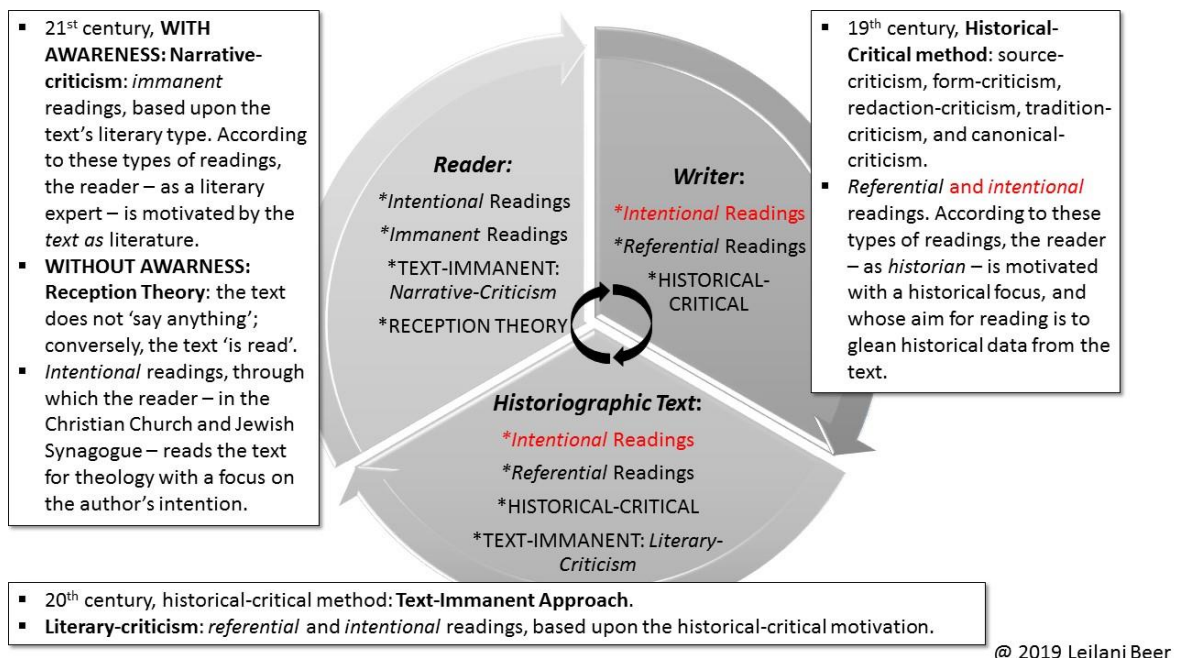 ▪ 21st century, WITH
AWARENESS: Narrative-
criticism: immanent
readings, based upon the
text's literary type. According
to these types of readings,
the reader – as a literary
expert – is motivated by the
text as literature.
▪ WITHOUT AWARNESS:
Reception Theory: the text
does not 'say anything';
conversely, the text 'is read'.
▪ Intentional readings, through
which the reader – in the
Christian Church and Jewish
Synagogue – reads the text
for theology with a focus on
the author's intention.
Reader:
*Intentional Readings
*Immanent Readings
*TEXT-IMMANENT:
Narrative-Criticism
*RECEPTION THEORY
Writer:
*Intentional Readings
*Referential Readings
*HISTORICAL-
CRITICAL
▪ 19th century, Historical-
Critical method: source-
criticism, form-criticism,
redaction-criticism, tradition-
criticism, and canonical-
criticism.
▪ Referential and intentional
readings. According to these
types of readings, the reader
– as historian – is motivated
with a historical focus, and
whose aim for reading is to
glean historical data from the
text.
Historiographic Text:
*Intentional Readings
*Referential Readings
*HISTORICAL-CRITICAL
*TEXT-IMMANENT: Literary-
Criticism
▪ 20th century, historical-critical method: Text-Immanent Approach.
▪ Literary-criticism: referential and intentional readings, based upon the historical-critical motivation.
@ 2019 Leilani Beer